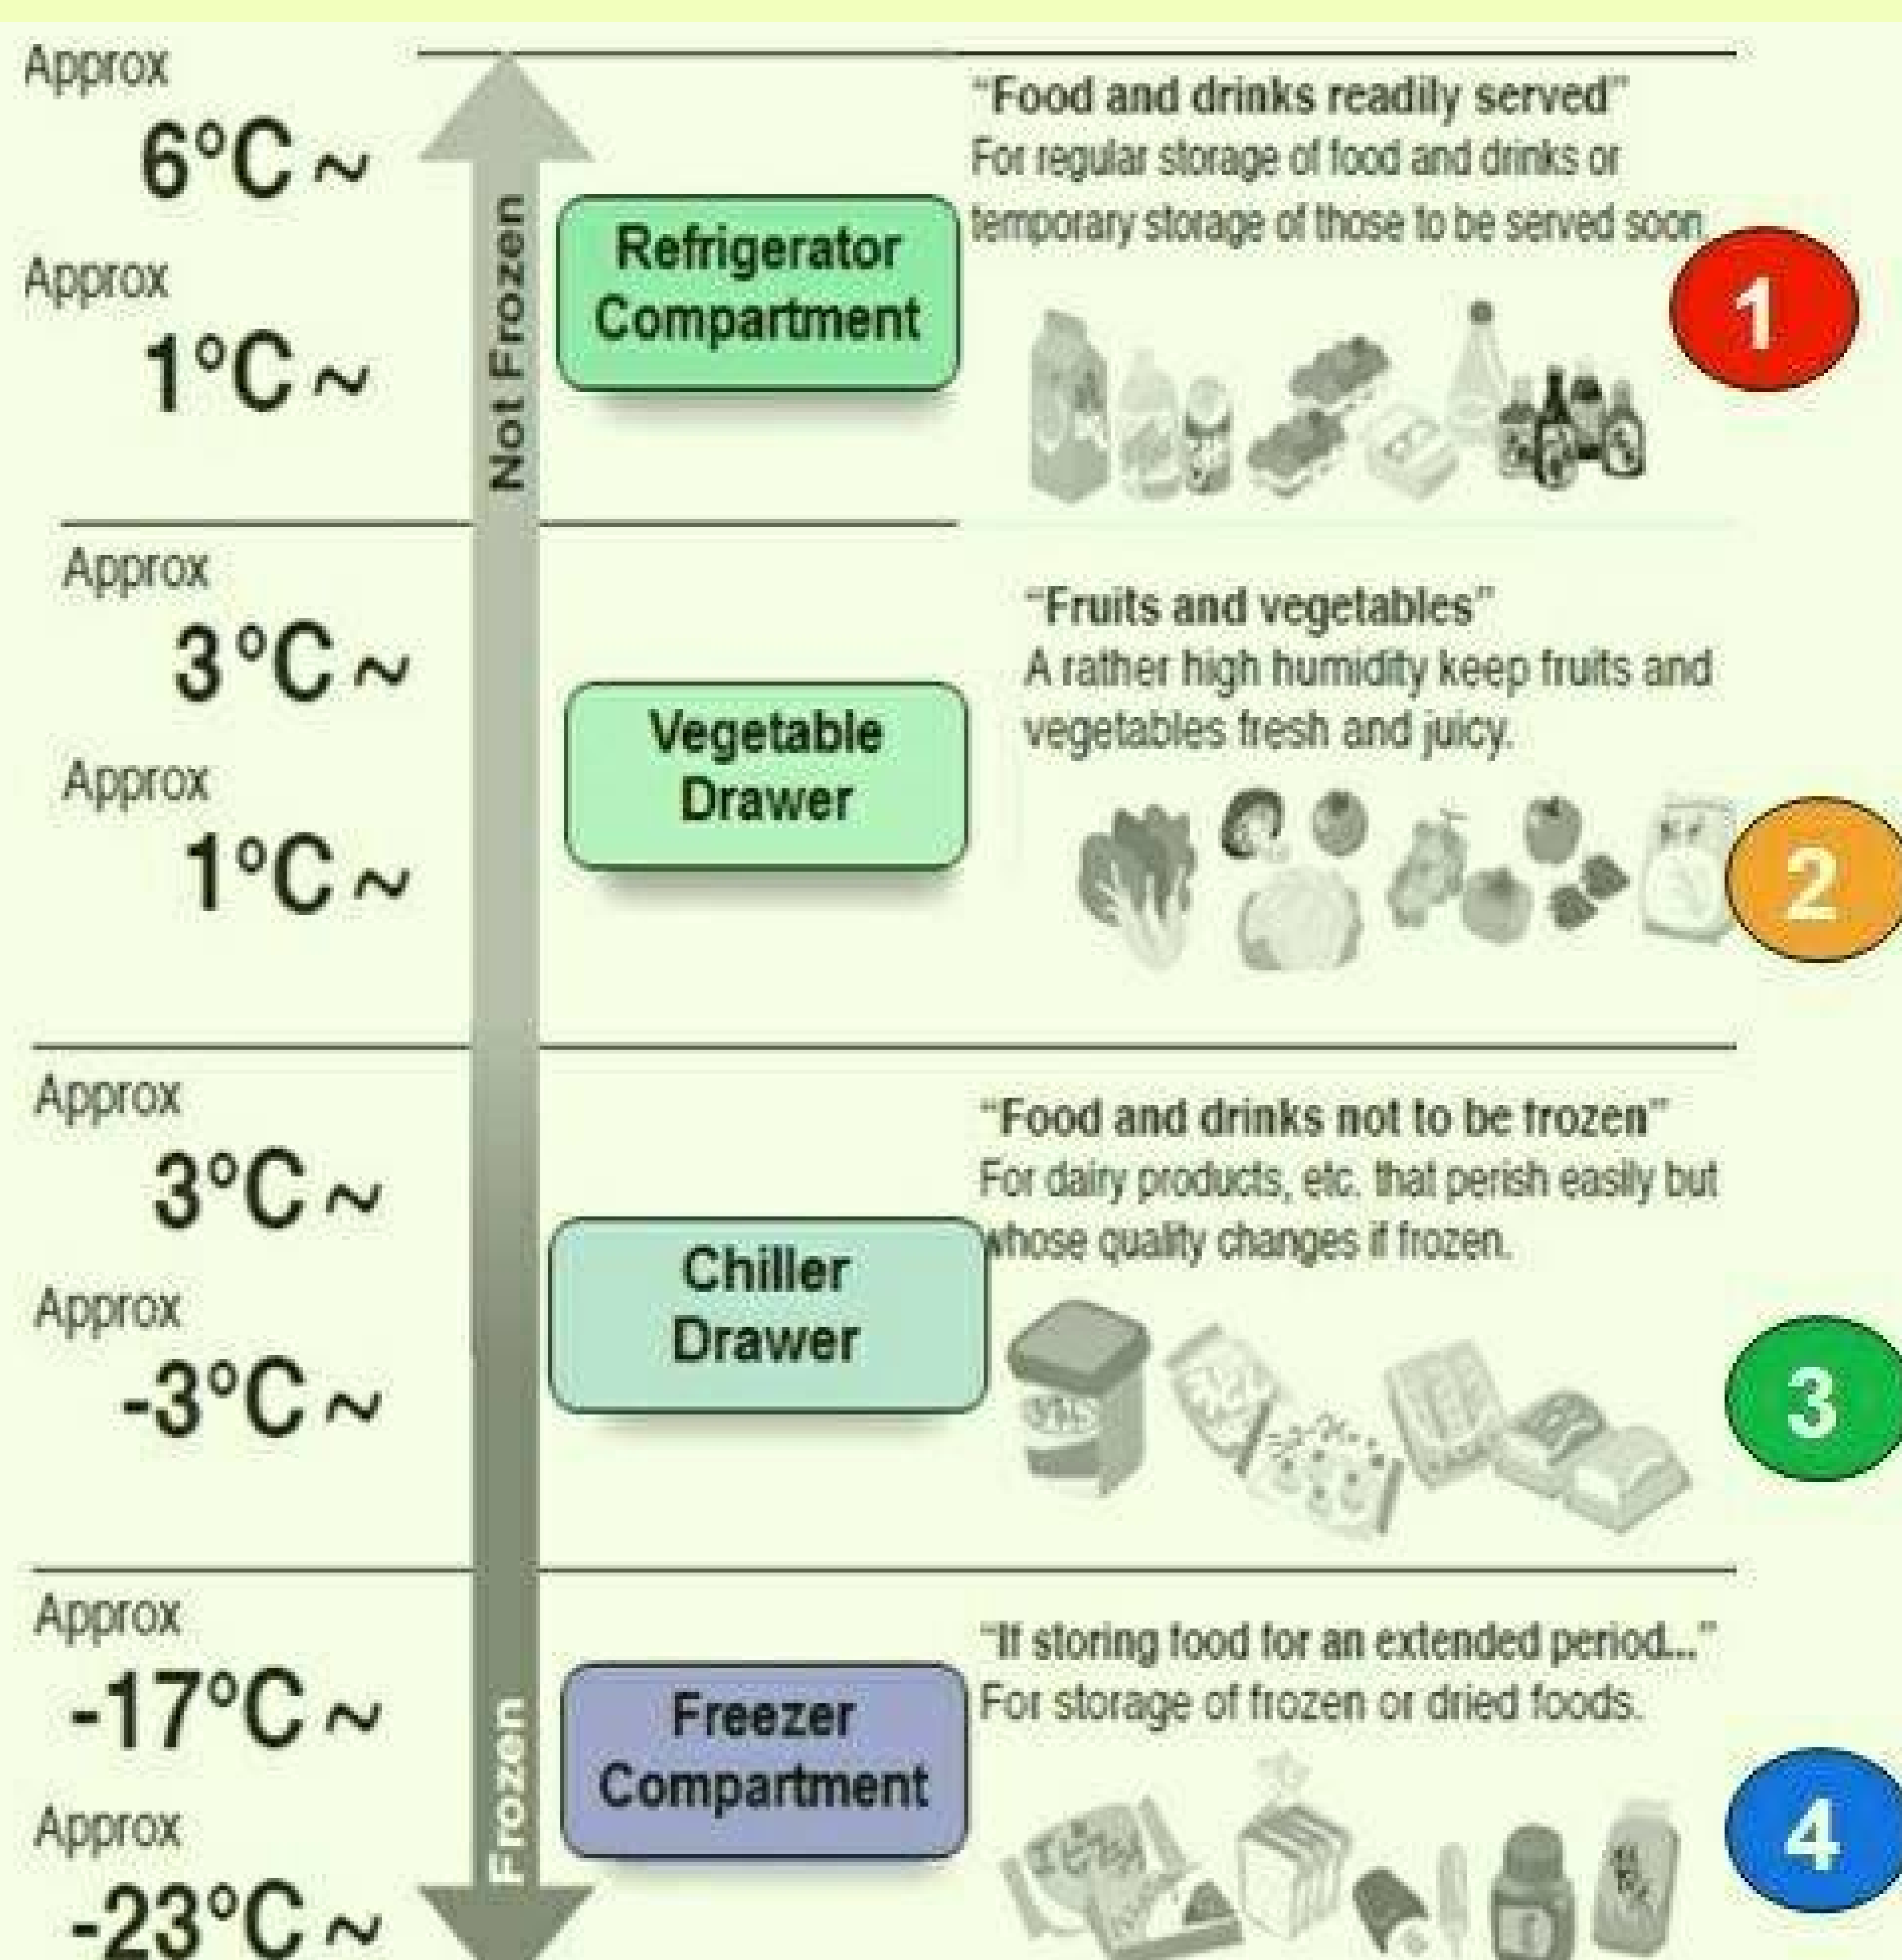 Approx
6°C ~
Approx
1°C ~
Not Frozen
Refrigerator
Compartment
“Food and drinks readily served”
For regular storage of food and drinks or
temporary storage of those to be served soon
1
Approx
3°C ~
Approx
1°C ~
Vegetable
Drawer
“Fruits and vegetables”
A rather high humidity keep fruits and
vegetables fresh and juicy.
2
Approx
3°C ~
Approx
-3°C ~
Chiller
Drawer
“Food and drinks not to be frozen”
For dairy products, etc. that perish easily but
whose quality changes if frozen.
3
Approx
-17°C ~
Approx
-23°C ~
Frozen
Freezer
Compartment
“If storing food for an extended period...”
For storage of frozen or dried foods.
4